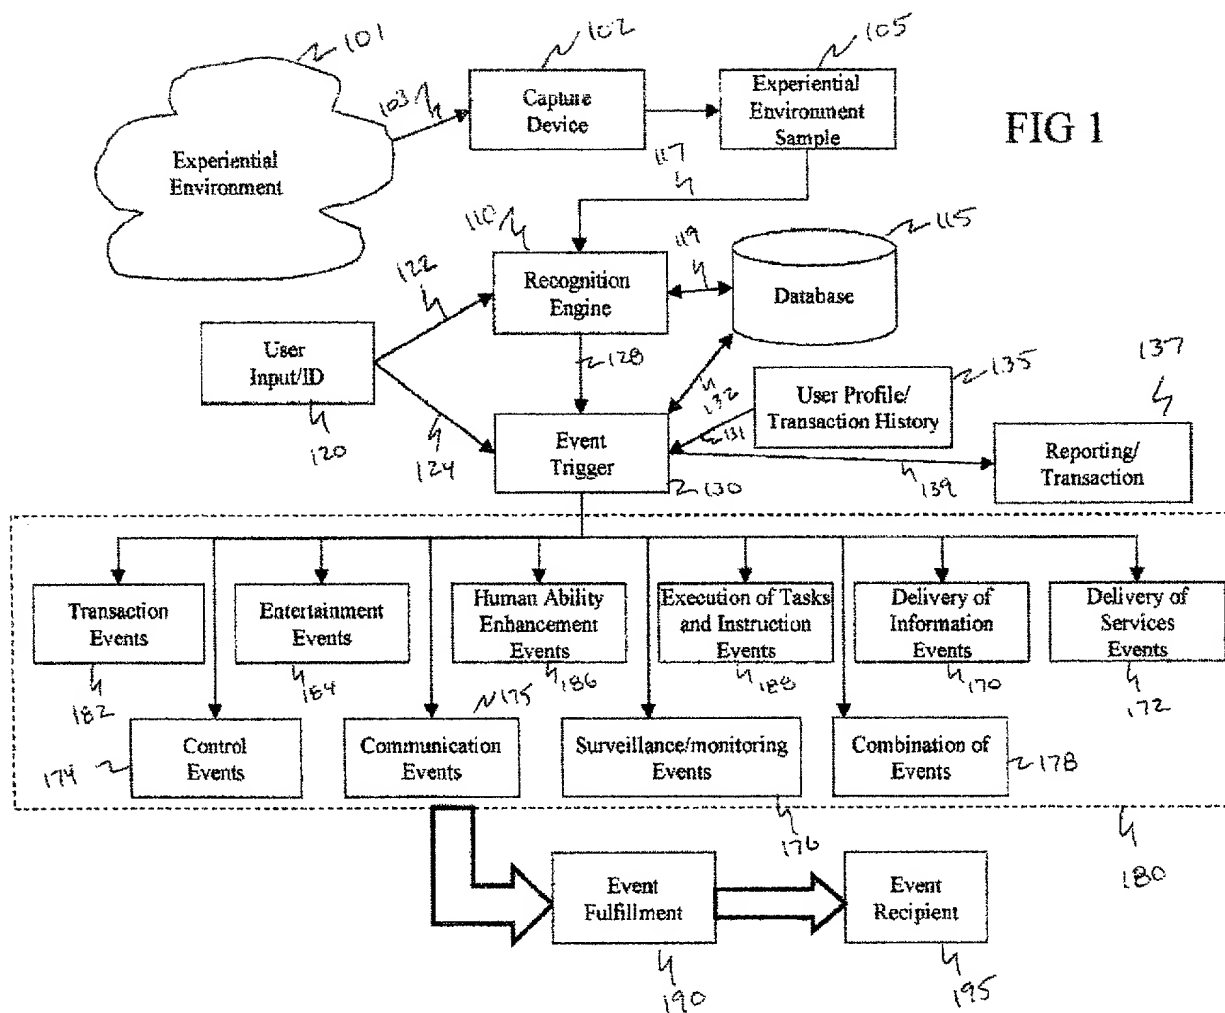 101
102
105
103
Capture
Device
Experiential
Environment
Sample
FIG 1
Experiential
Environment
117
110
119
115
122
Recognition
Engine
Database
User
Input/ID
128
137
135
132
User Profile/
Transaction History
120
124
Event
Trigger
131
130
139
Reporting/
Transaction
Transaction
Events
Entertainment
Events
Human Ability
Enhancement
Events
Execution of Tasks
and Instruction
Events
Delivery of
Information
Events
Delivery of
Services
Events
182
184
186
188
170
172
175
174
Control
Events
Communication
Events
Surveillance/monitoring
Events
Combination of
Events
178
176
180
Event
Fulfillment
Event
Recipient
190
195